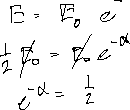 E = E₀ e⁻
½ E₀ = E₀ e^-α
e^-α = ½